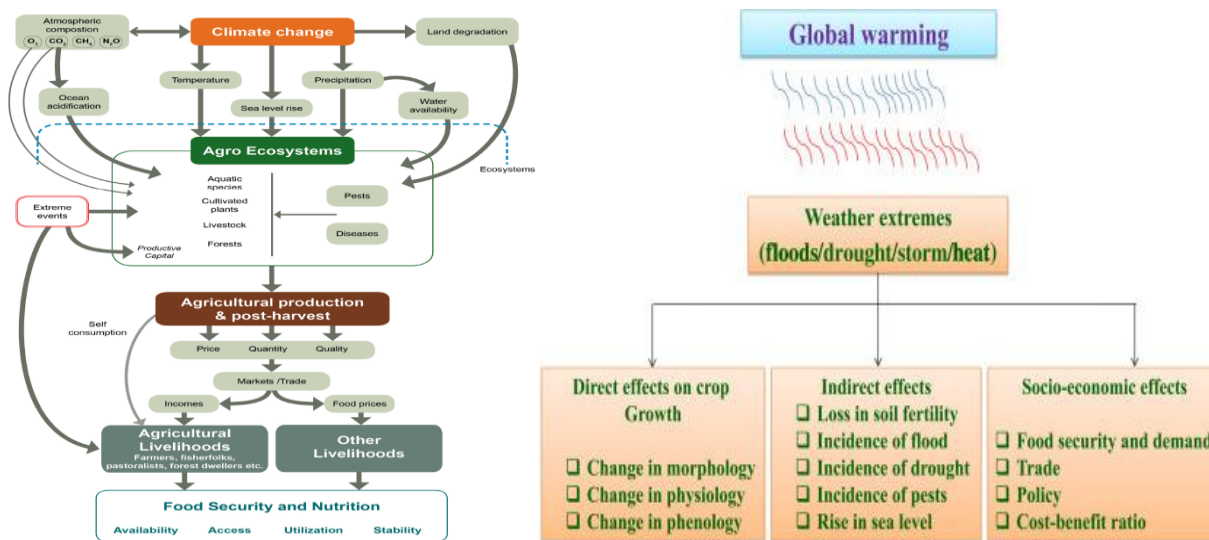 Atmospheric
compostion
O₃ CO₂ CH₄ N₂O
Climate change
Land degradation
Temperature
Precipitation
Ocean
acidification
Sea level rise
Water
availability
Agro Ecosystems
Ecosystems
Aquatic
species
Cultivated
plants
Livestock
Forests
Pests
Diseases
Extreme
events
Productive
Capital
Agricultural production
& post-harvest
Self
consumption
Price Quantity Quality
Markets /Trade
Incomes
Food prices
Agricultural
Livelihoods
Farmers, fisherfolks,
pastoralists, forest dwellers etc.
Other
Livelihoods
Food Security and Nutrition
Availability Access Utilization Stability
Global warming
Weather extremes
(floods/drought/storm/heat)
Direct effects on crop
Growth
❑ Change in morphology
❑ Change in physiology
❑ Change in phenology
Indirect effects
❑ Loss in soil fertility
❑ Incidence of flood
❑ Incidence of drought
❑ Incidence of pests
❑ Rise in sea level
Socio-economic effects
❑ Food security and demand
❑ Trade
❑ Policy
❑ Cost-benefit ratio